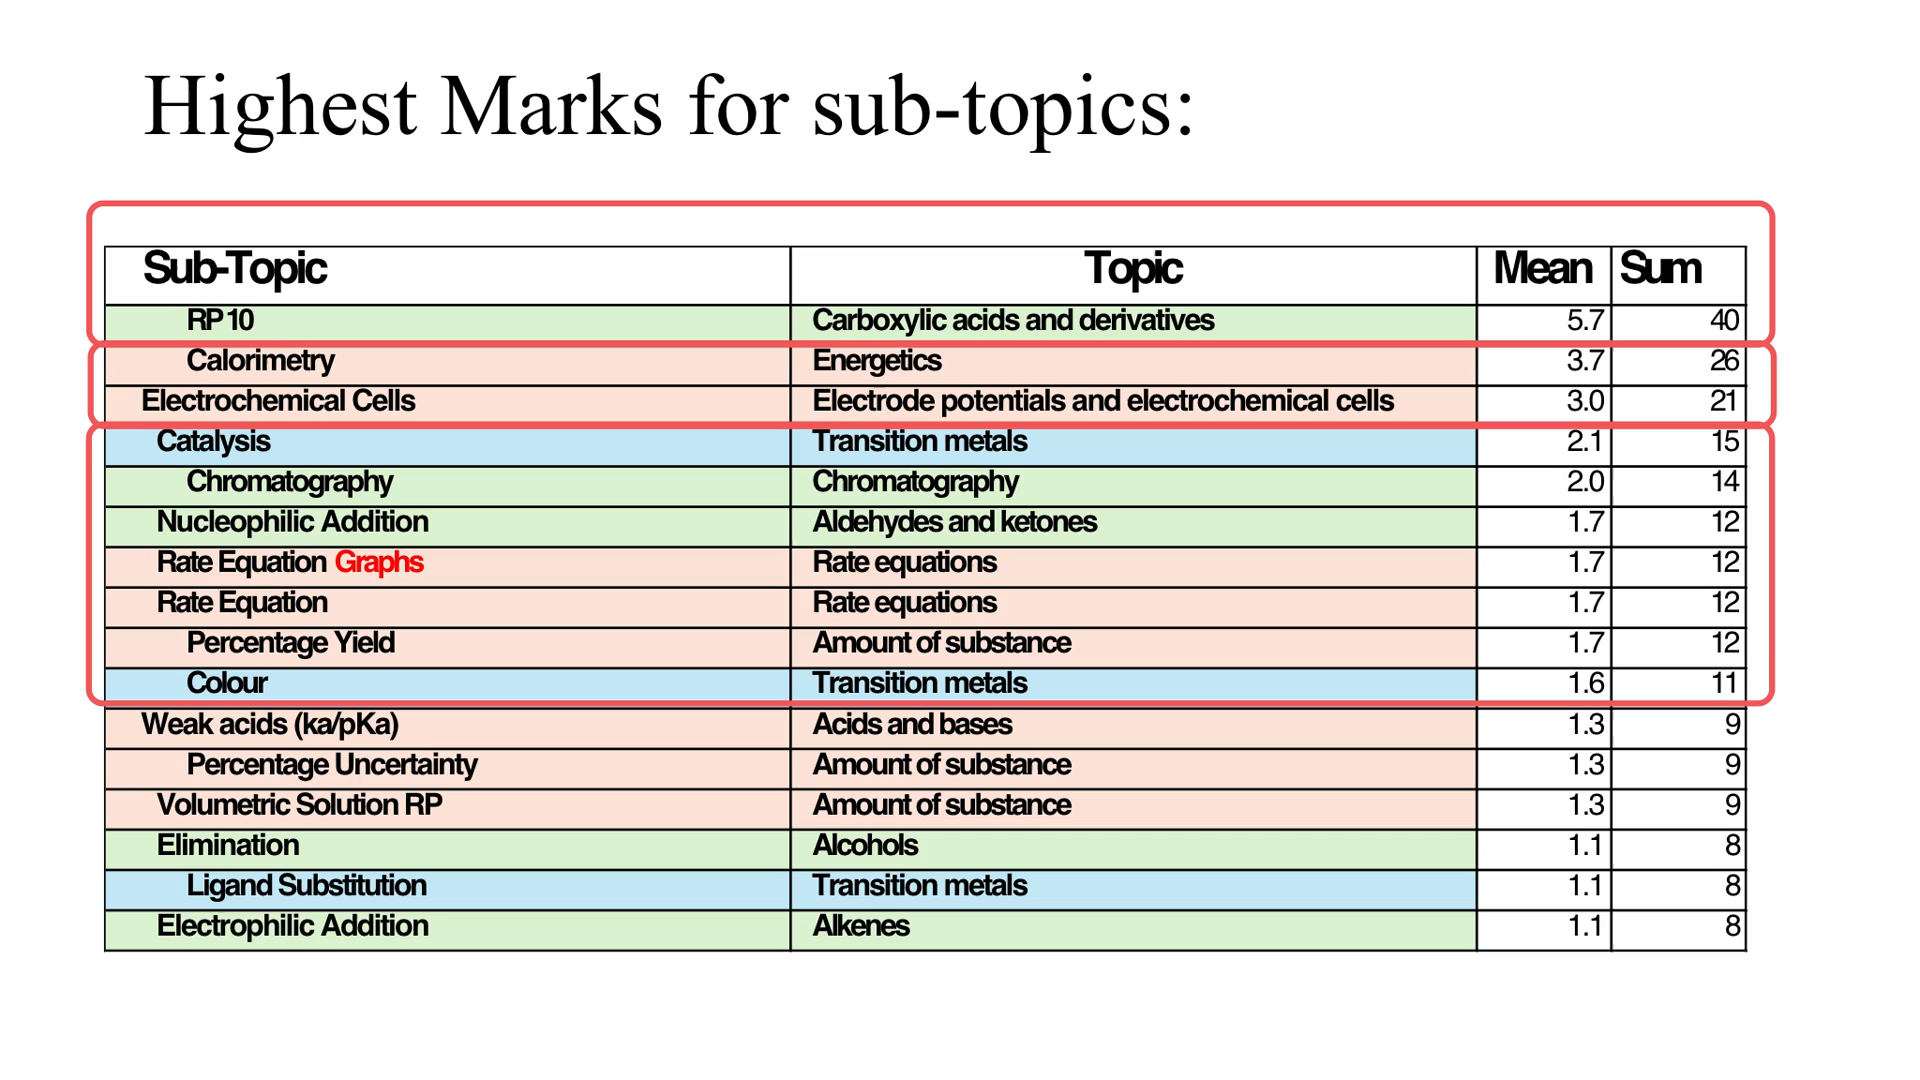 Highest Marks for sub-topics:
Sub-Topic Topic Mean Sum
RP10 Carboxylic acids and derivatives 5.7 40
Calorimetry Energetics 3.7 26
Electrochemical Cells Electrode potentials and electrochemical cells 3.0 21
Catalysis Transition metals 2.1 15
Chromatography Chromatography 2.0 14
Nucleophilic Addition Aldehydes and ketones 1.7 12
Rate Equation Graphs Rate equations 1.7 12
Rate Equation Rate equations 1.7 12
Percentage Yield Amount of substance 1.7 12
Colour Transition metals 1.6 11
Weak acids (ka/pKa) Acids and bases 1.3 9
Percentage Uncertainty Amount of substance 1.3 9
Volumetric Solution RP Amount of substance 1.3 9
Elimination Alcohols 1.1 8
Ligand Substitution Transition metals 1.1 8
Electrophilic Addition Alkenes 1.1 8